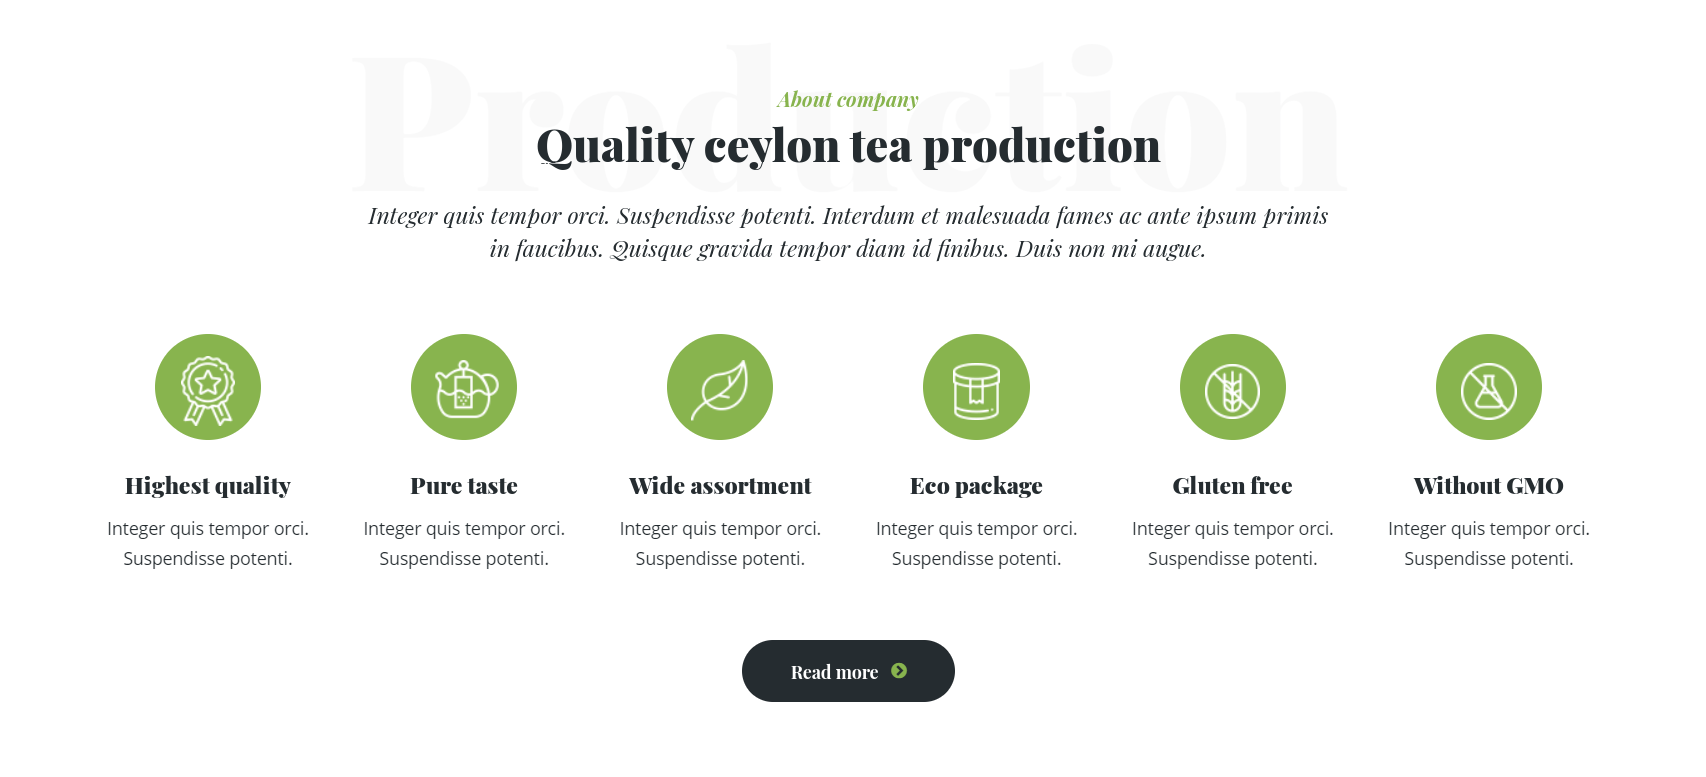 Production
About company
Quality ceylon tea production
Integer quis tempor orci. Suspendisse potenti. Interdum et malesuada fames ac ante ipsum primis
in faucibus. Quisque gravida tempor diam id finibus. Duis non mi augue.
Highest quality
Integer quis tempor orci.
Suspendisse potenti.
Pure taste
Integer quis tempor orci.
Suspendisse potenti.
Wide assortment
Integer quis tempor orci.
Suspendisse potenti.
Eco package
Integer quis tempor orci.
Suspendisse potenti.
Gluten free
Integer quis tempor orci.
Suspendisse potenti.
Without GMO
Integer quis tempor orci.
Suspendisse potenti.
Read more